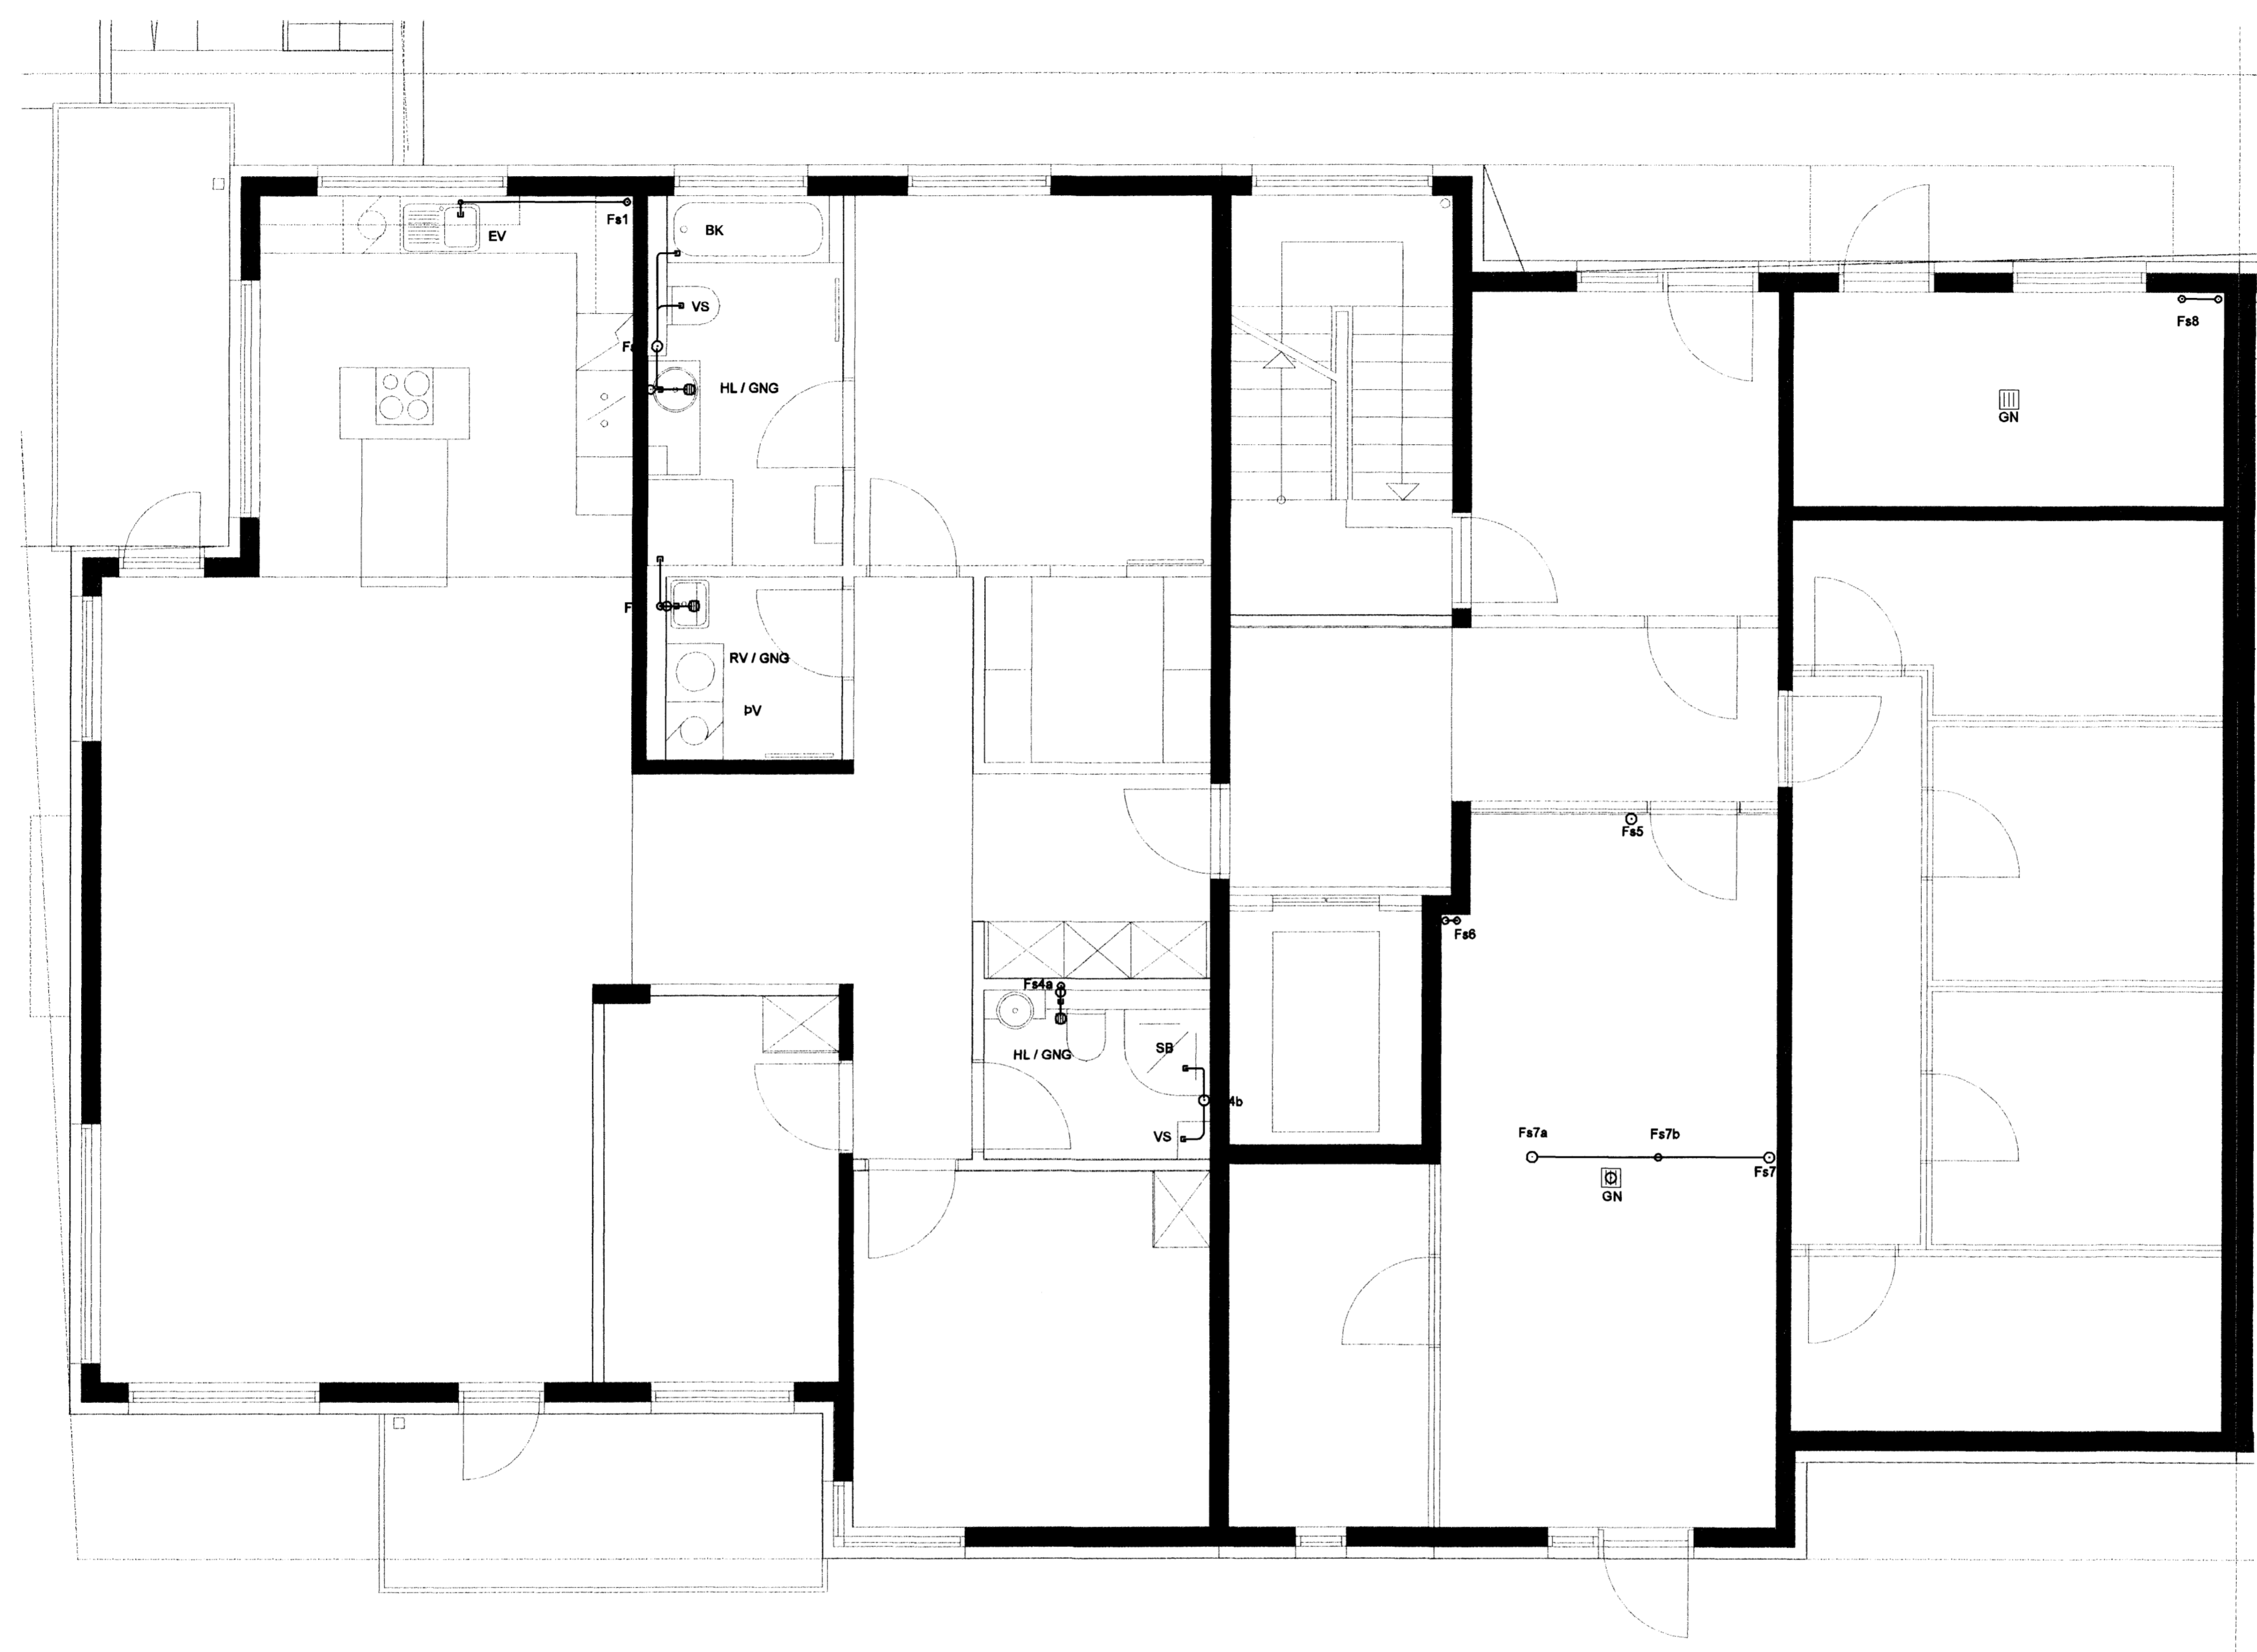 Fs1
EV
BK
VS
HL / GNG
Fs8
GN
RV / GNG
ÞV
Fs5
Fs6
Fs4a
HL / GNG
SB
4b
VS
Fs7a
Fs7b
Fs7
GN